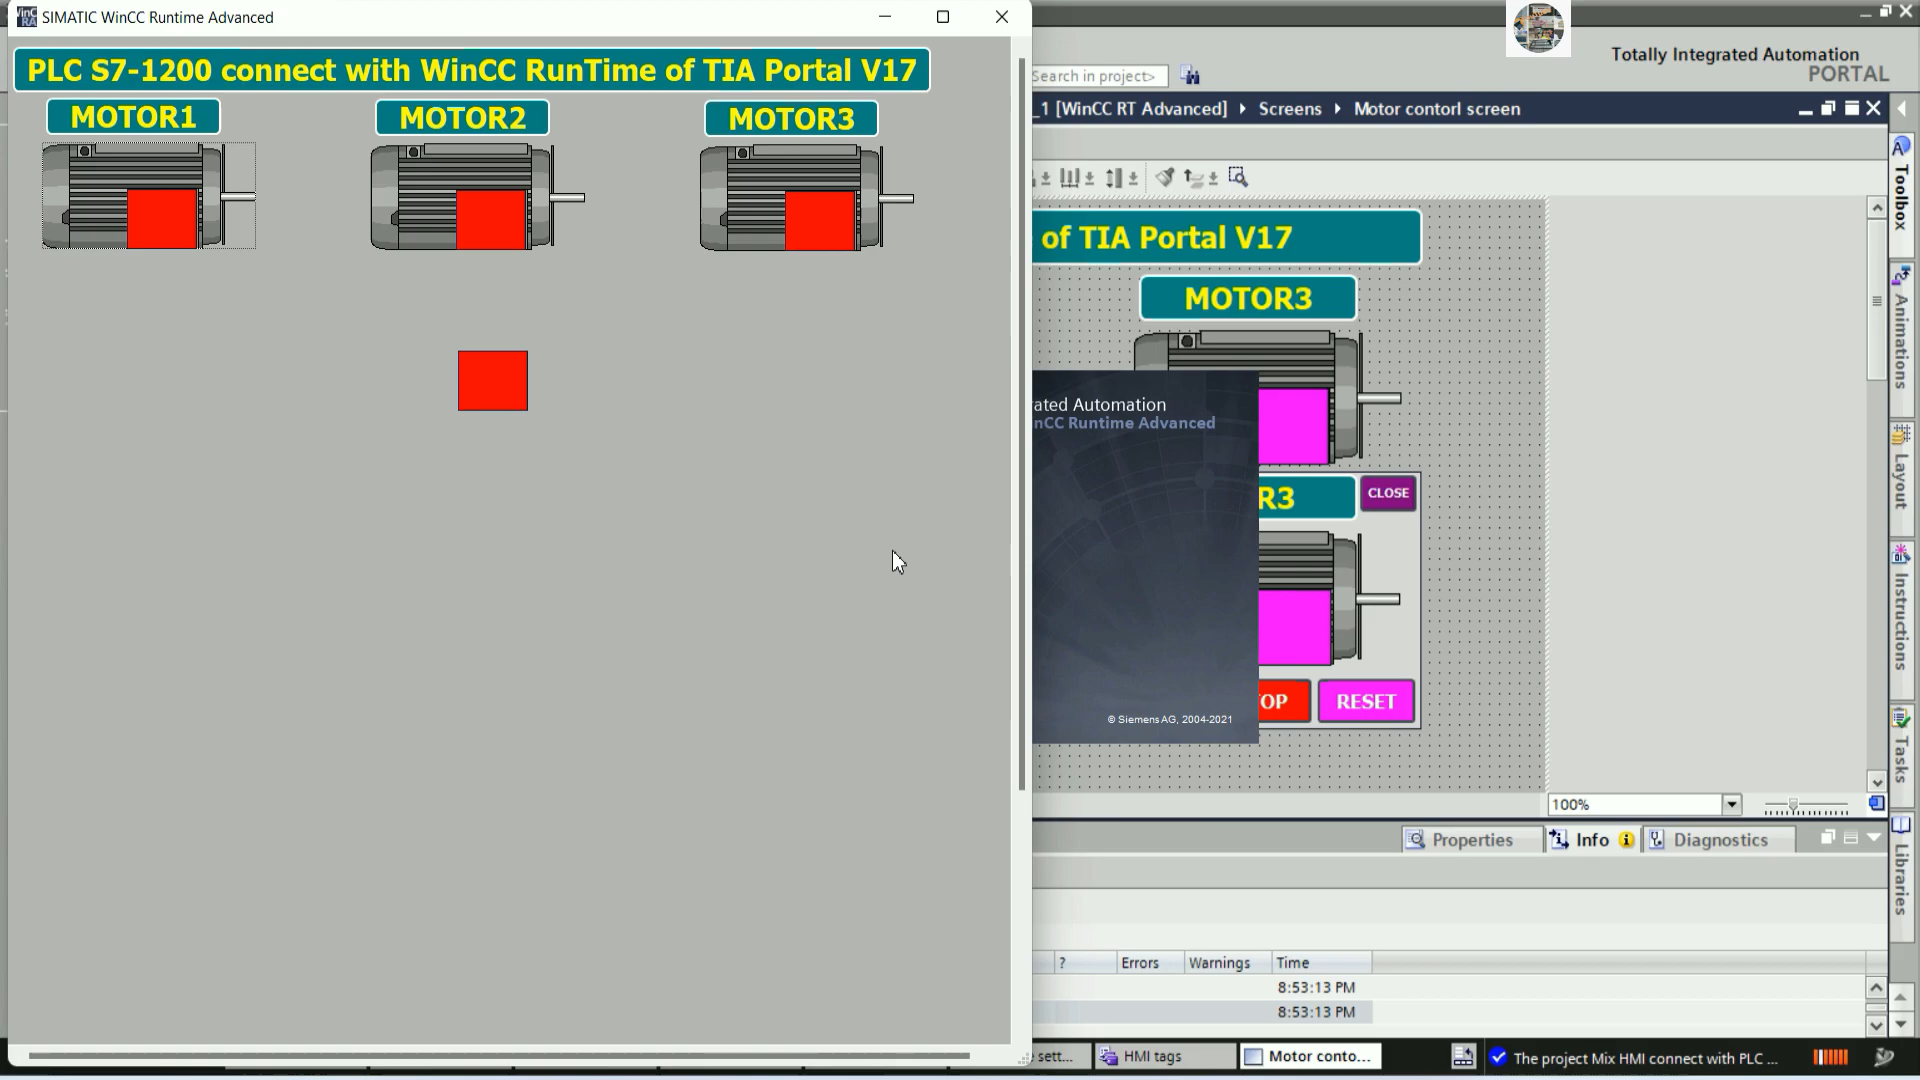 SIMATIC WinCC Runtime Advanced
PLC S7-1200 connect with WinCC RunTime of TIA Portal V17
MOTOR1
MOTOR2
MOTOR3
Totally Integrated Automation
PORTAL
Search in project>
_1 [WinCC RT Advanced] Screens Motor contorl screen
of TIA Portal V17
MOTOR3
rated Automation
nCC Runtime Advanced
R3
CLOSE
OP
RESET
© Siemens AG, 2004-2021
Toolbox
Animations
Layout
Instructions
Tasks
Libraries
100%
Properties
Info
Diagnostics
?
Errors
Warnings
Time
8:53:13 PM
8:53:13 PM
sett...
HMI tags
Motor conto...
The project Mix HMI connect with PLC ...